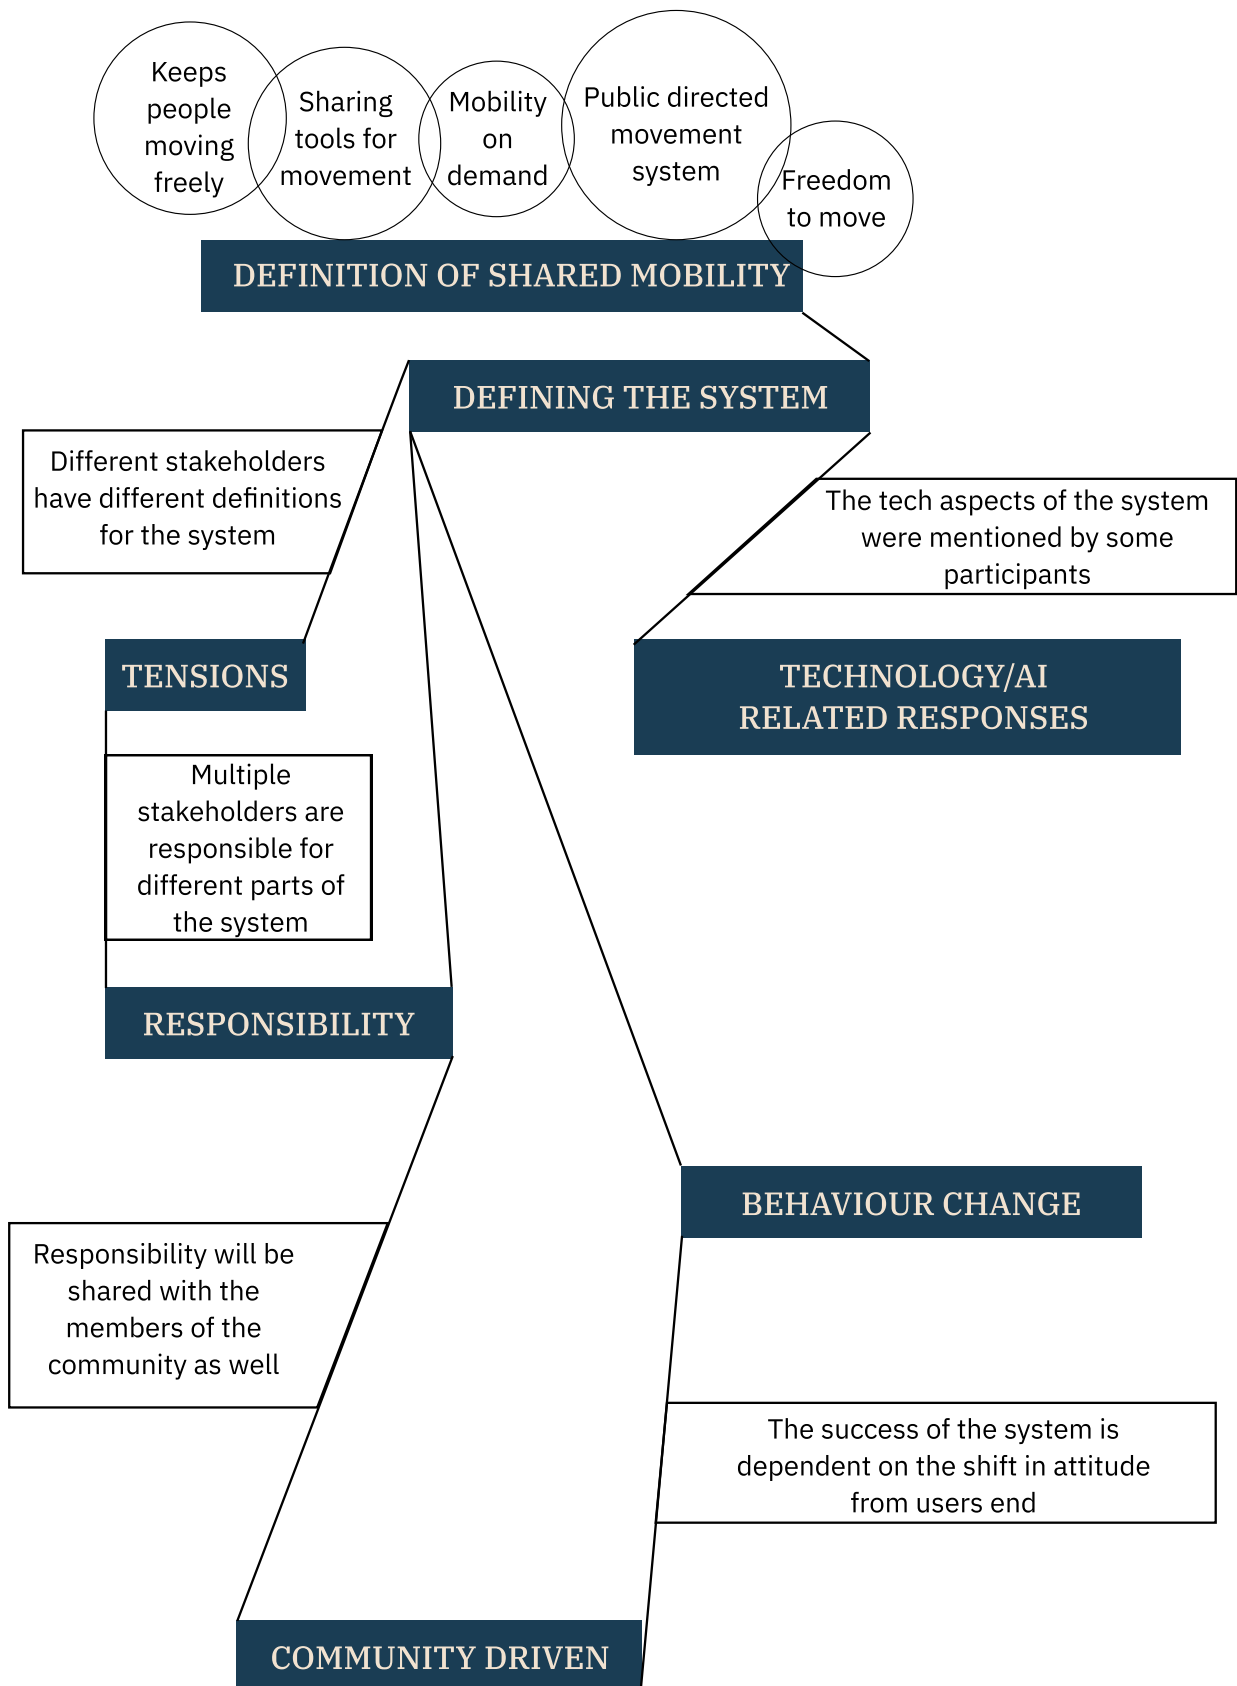 Keeps
people
moving
freely
Sharing
tools for
movement
Mobility
on
demand
Public directed
movement
system
Freedom
to move
DEFINITION OF SHARED MOBILITY
DEFINING THE SYSTEM
Different stakeholders
have different definitions
for the system
The tech aspects of the system
were mentioned by some
participants
TENSIONS
TECHNOLOGY/AI
RELATED RESPONSES
Multiple
stakeholders are
responsible for
different parts of
the system
RESPONSIBILITY
BEHAVIOUR CHANGE
Responsibility will be
shared with the
members of the
community as well
The success of the system is
dependent on the shift in attitude
from users end
COMMUNITY DRIVEN